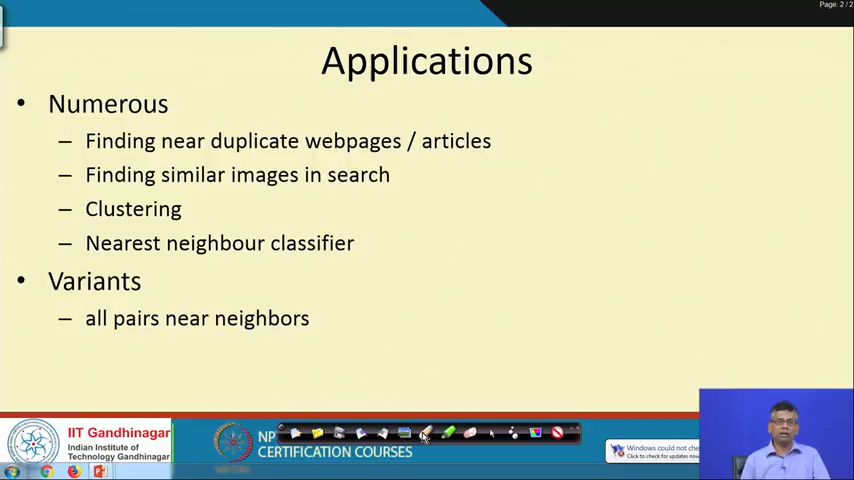 Page: 2 / 2
Applications
• Numerous
– Finding near duplicate webpages / articles
– Finding similar images in search
– Clustering
– Nearest neighbour classifier
• Variants
– all pairs near neighbors
IIT Gandhinagar
Indian Institute of
Technology Gandhinagar
NP
CERTIFICATION COURSES
Windows could not che
Click to check for updates now